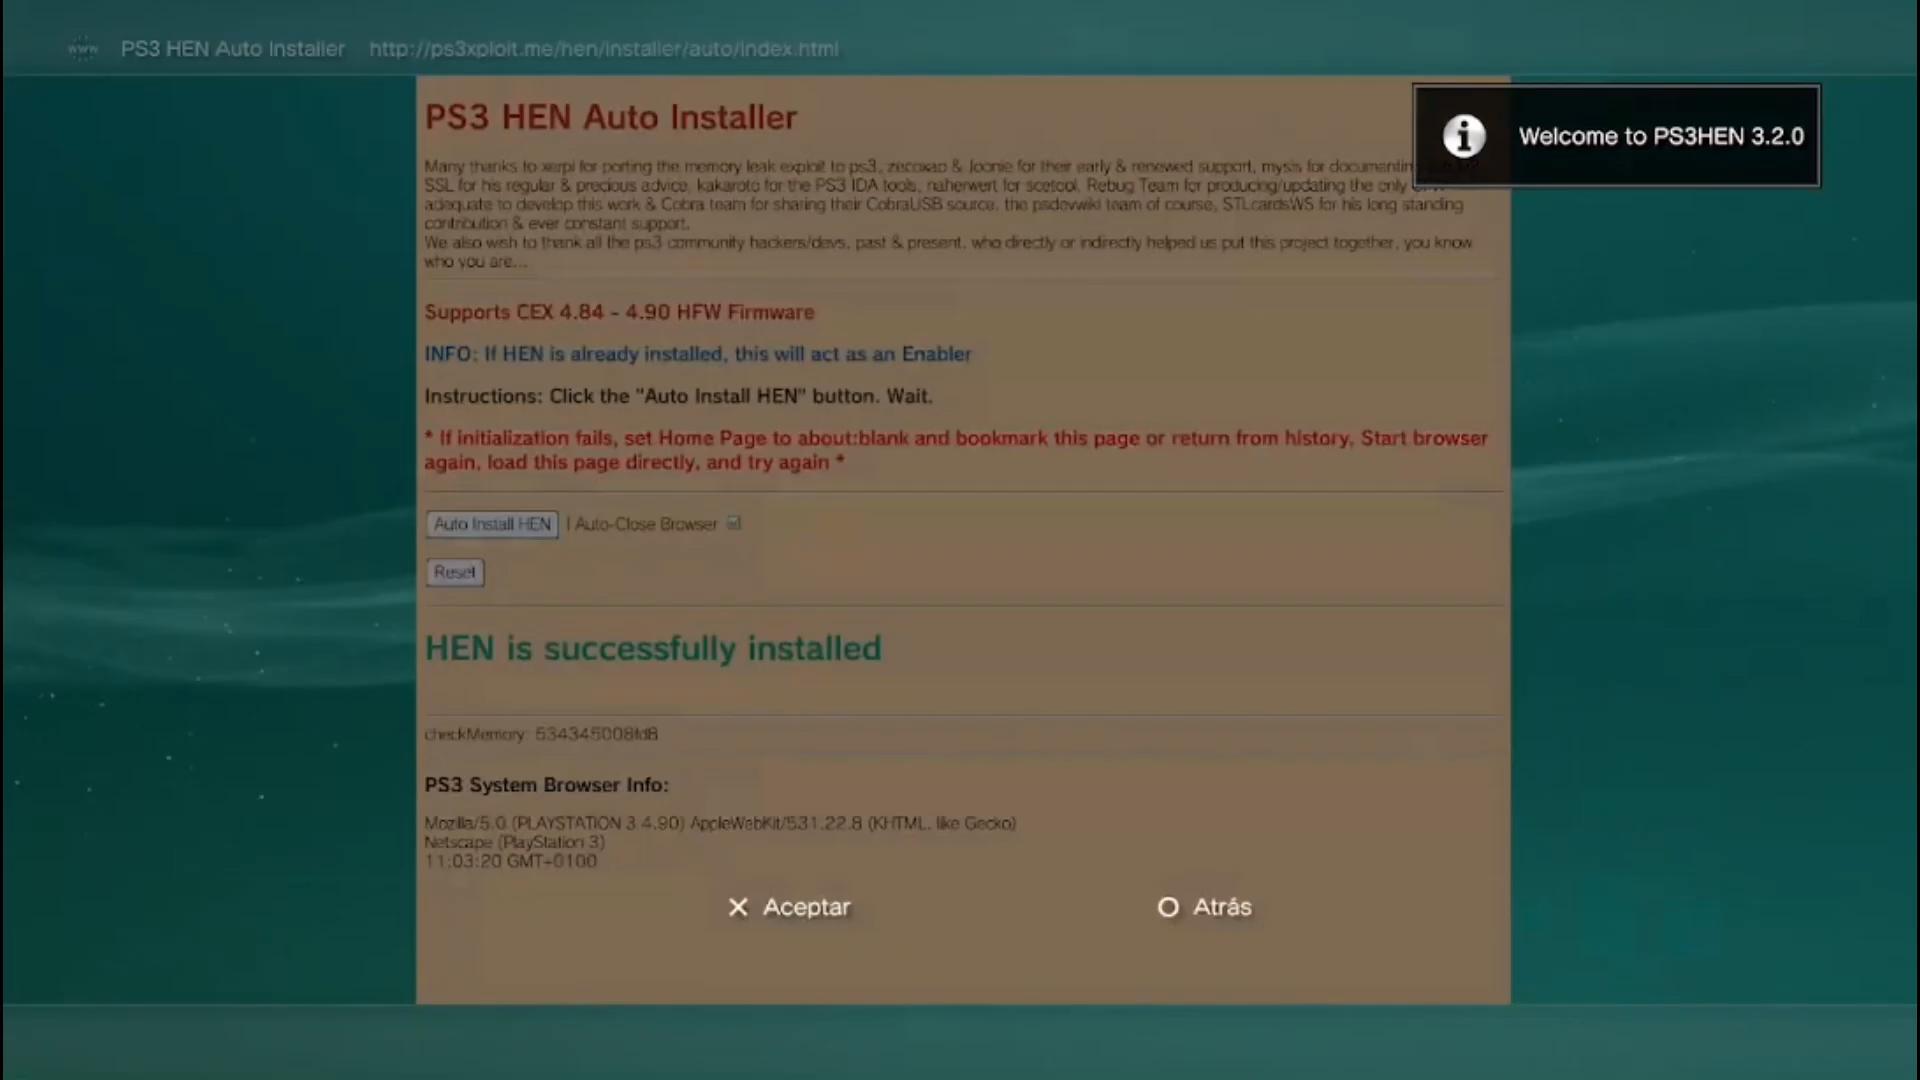 www PS3 HEN Auto Installer http://ps3xploit.me/hen/installer/auto/index.html
Welcome to PS3HEN 3.2.0
PS3 HEN Auto Installer
Many thanks to xerpi for porting the memory leak exploit to ps3, zecoxao & Joonie for their early & renewed support, mysis for
SSL for his regular & precious advice, kakaroto for the PS3 IDA tools, naherwert for scetool, Rebug Team for producing/updating the only
adequate to develop this work & Cobra team for sharing their CobraUSB source, the psdevwiki team of course, STLcardsWS for his long standing
contribution & ever constant support.
We also wish to thank all the ps3 community hackers/devs, past & present, who directly or indirectly helped us put this project together, you know
who you are...
Supports CEX 4.84 - 4.90 HFW Firmware
INFO: If HEN is already installed, this will act as an Enabler
Instructions: Click the "Auto Install HEN" button. Wait.
* If initialization fails, set Home Page to about:blank and bookmark this page or return from history, Start browser
again, load this page directly, and try again *
Auto Install HEN | Auto-Close Browser
Reset
HEN is successfully installed
checkMemory: 534345008fd8
PS3 System Browser Info:
Mozilla/5.0 (PLAYSTATION 3 4.90) AppleWebKit/531.22.8 (KHTML, like Gecko)
Netscape (PlayStation 3)
11:03:20 GMT+0100
Aceptar
Atrás